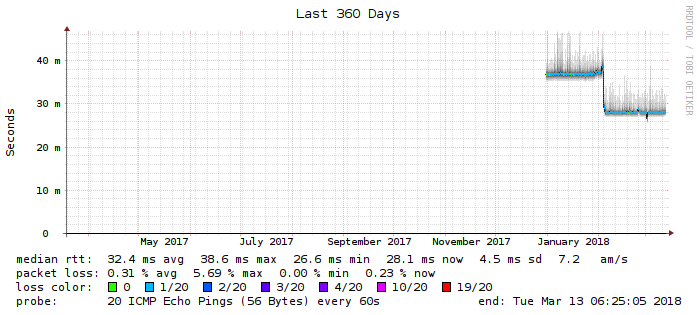 Last 360 Days
RRDTOOL / TOBI OETIKER
Seconds
40 m
30 m
20 m
10 m
0
May 2017 July 2017 September 2017 November 2017 January 2018
median rtt: 32.4 ms avg 38.6 ms max 26.6 ms min 28.1 ms now 4.5 ms sd 7.2 am/s
packet loss: 0.31 % avg 5.69 % max 0.00 % min 0.23 % now
loss color: 0 1/20 2/20 3/20 4/20 10/20 19/20
probe: 20 ICMP Echo Pings (56 Bytes) every 60s end: Tue Mar 13 06:25:05 2018